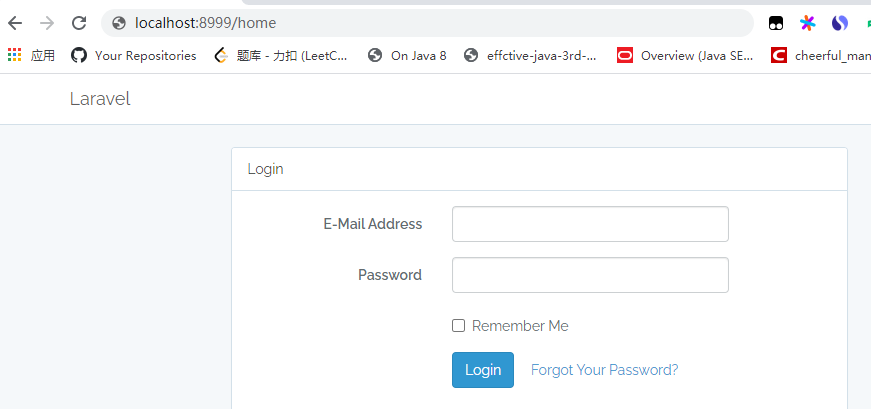 localhost:8999/home
应用 Your Repositories 题库 - 力扣 (LeetC... On Java 8 effctive-java-3rd-... Overview (Java SE... cheerful_man
Laravel
Login
E-Mail Address
Password
Remember Me
Login Forgot Your Password?